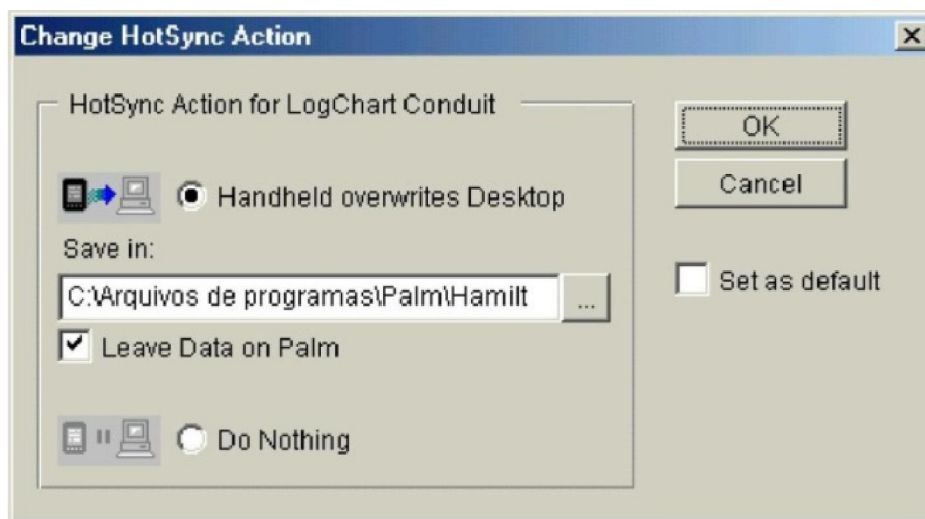 Change HotSync Action
HotSync Action for LogChart Conduit
Handheld overwrites Desktop
Save in:
C:\Arquivos de programas\Palm\Hamilt
...
Leave Data on Palm
Do Nothing
OK
Cancel
Set as default